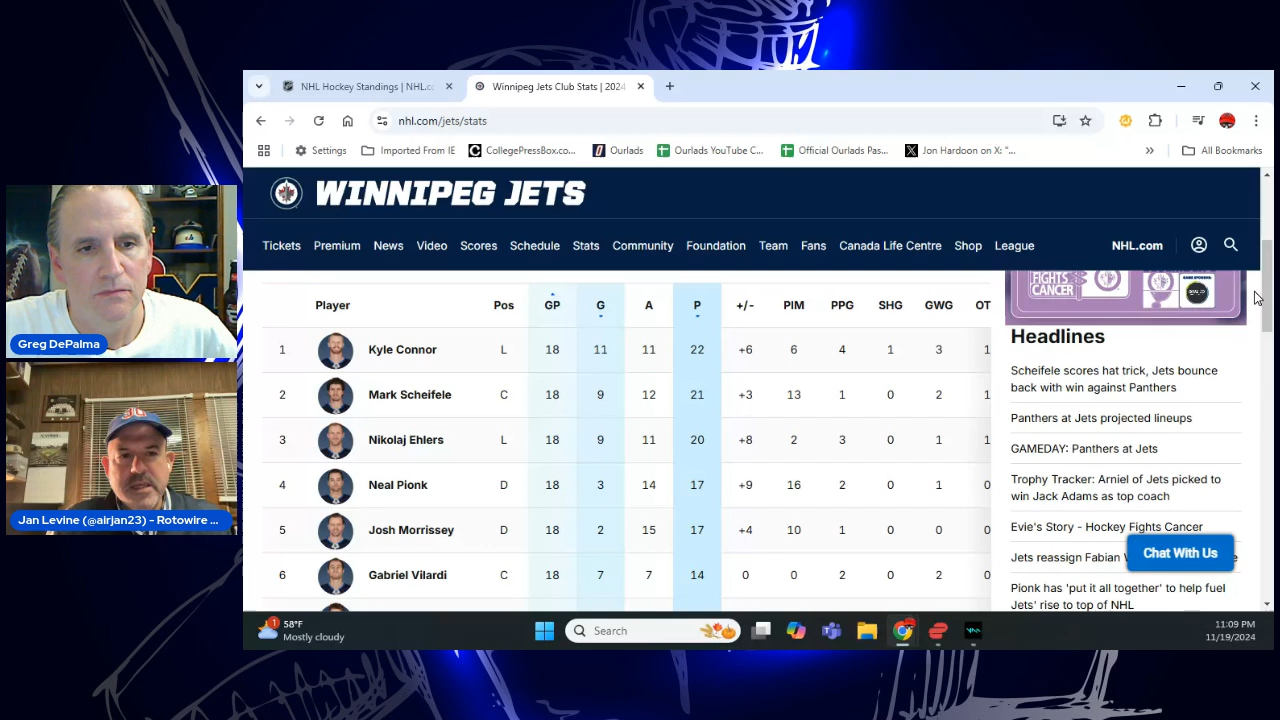 NHL Hockey Standings | NHL.c
Winnipeg Jets Club Stats | 2024
nhl.com/jets/stats
Settings
Imported From IE
CollegePressBox.co...
Ourlads
Ourlads YouTube C...
Official Ourlads Pas...
Jon Hardoon on X: "...
All Bookmarks
WINNIPEG JETS
Tickets Premium News Video Scores Schedule Stats Community Foundation Team Fans Canada Life Centre Shop League NHL.com
Player Pos GP G A P +/- PIM PPG SHG GWG OT
1 Kyle Connor L 18 11 11 22 +6 6 4 1 3 1
2 Mark Scheifele C 18 9 12 21 +3 13 1 0 2 1
3 Nikolaj Ehlers L 18 9 11 20 +8 2 3 0 1 1
4 Neal Pionk D 18 3 14 17 +9 16 2 0 1 0
5 Josh Morrissey D 18 2 15 17 +4 10 1 0 0 0
6 Gabriel Vilardi C 18 7 7 14 0 0 2 0 2 0
FIGHTS
CANCER
Headlines
Scheifele scores hat trick, Jets bounce
back with win against Panthers
Panthers at Jets projected lineups
GAMEDAY: Panthers at Jets
Trophy Tracker: Arniel of Jets picked to
win Jack Adams as top coach
Evie's Story - Hockey Fights Cancer
Jets reassign Fabian
Chat With Us
Pionk has 'put it all together' to help fuel
Jets' rise to top of NHL
Greg DePalma
Jan Levine (@airjan23) - Rotowire ...
1
58°F
Mostly cloudy
Search
11:09 PM
11/19/2024